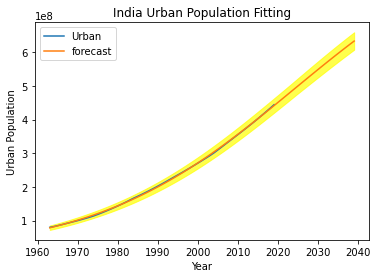 India Urban Population Fitting
1e8
Urban
forecast
6
5
4
3
2
1
Urban Population
1960 1970 1980 1990 2000 2010 2020 2030 2040
Year